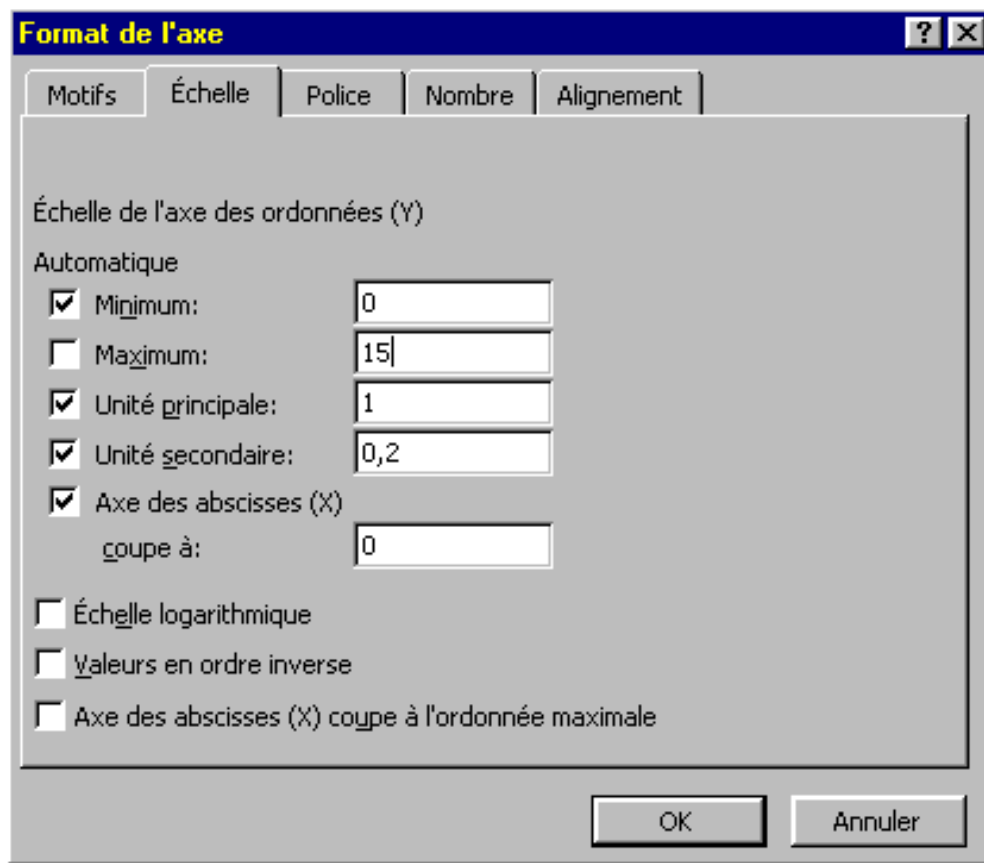 Format de l'axe
Motifs Échelle Police Nombre Alignement
Échelle de l'axe des ordonnées (Y)
Automatique
Minimum: 0
Maximum: 15
Unité principale: 1
Unité secondaire: 0,2
Axe des abscisses (X)
coupe à: 0
Échelle logarithmique
Valeurs en ordre inverse
Axe des abscisses (X) coupe à l'ordonnée maximale
OK Annuler